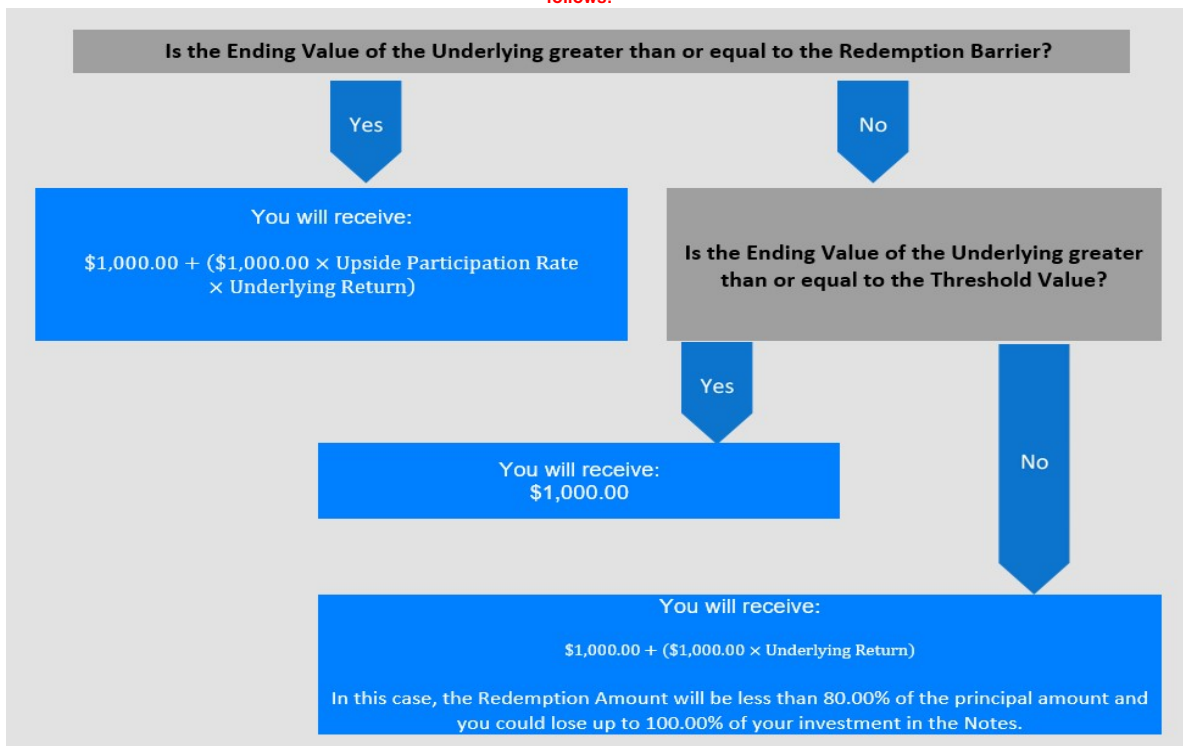 follows:
Is the Ending Value of the Underlying greater than or equal to the Redemption Barrier?
Yes
No
You will receive:
$1,000.00 + ($1,000.00 × Upside Participation Rate
× Underlying Return)
Is the Ending Value of the Underlying greater
than or equal to the Threshold Value?
Yes
No
You will receive:
$1,000.00
You will receive:
$1,000.00 + ($1,000.00 × Underlying Return)
In this case, the Redemption Amount will be less than 80.00% of the principal amount and
you could lose up to 100.00% of your investment in the Notes.